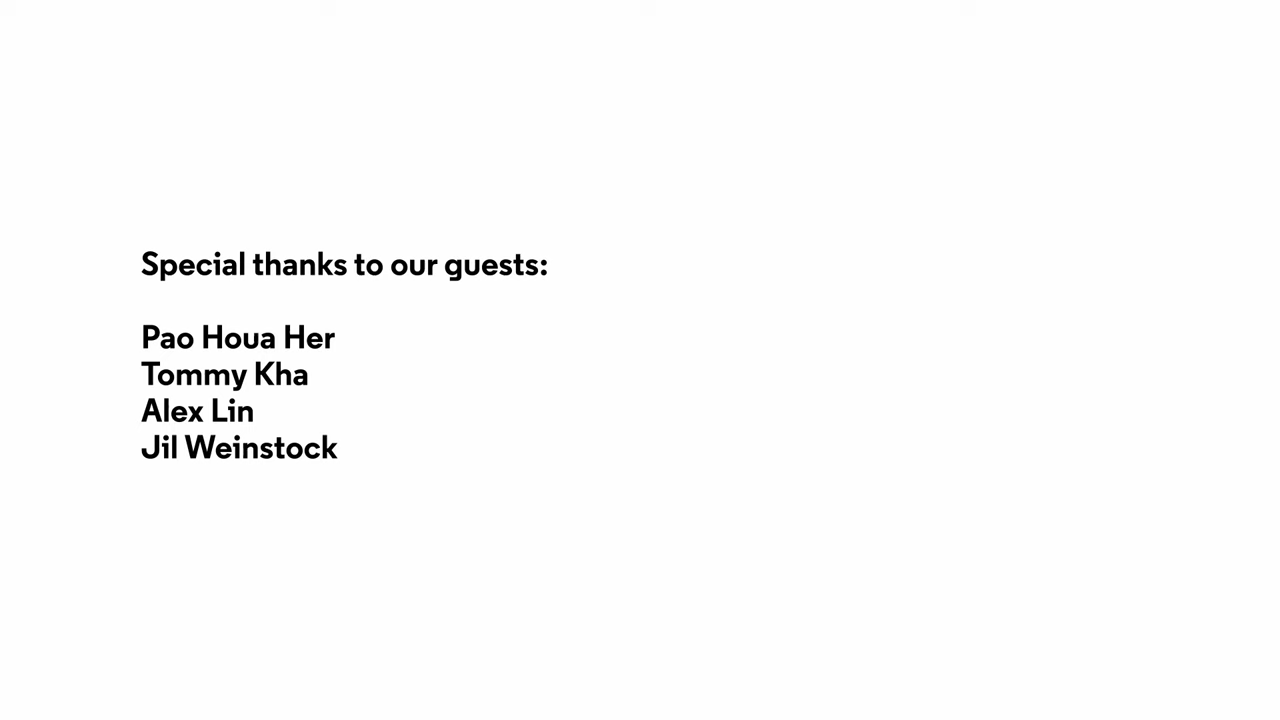 Special thanks to our guests:
Pao Houa Her
Tommy Kha
Alex Lin
Jil Weinstock